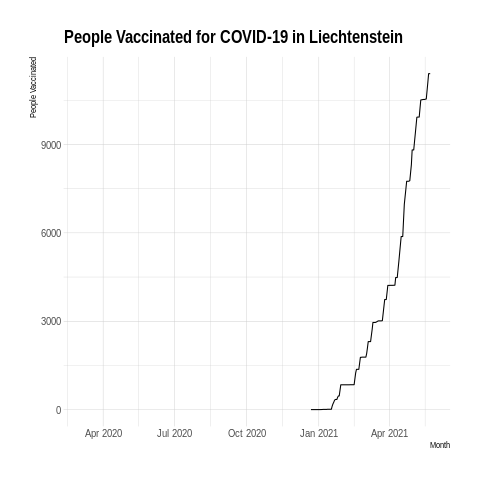 People Vaccinated for COVID-19 in Liechtenstein
People Vaccinated
9000
6000
3000
0
Apr 2020 Jul 2020 Oct 2020 Jan 2021 Apr 2021
Month